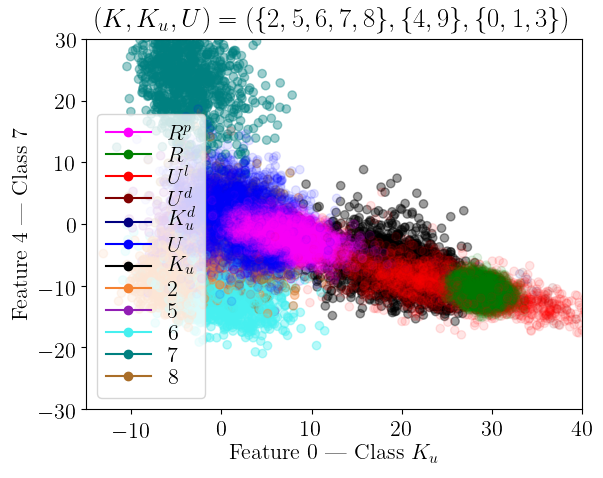 (K, K_u, U) = ({2, 5, 6, 7, 8}, {4, 9}, {0, 1, 3})
30
20
10
0
−10
−20
−30
Feature 4 — Class 7
R^p
R
U^l
U^d
K_u^d
U
K_u
2
5
6
7
8
−10
0
10
20
30
40
Feature 0 — Class K_u